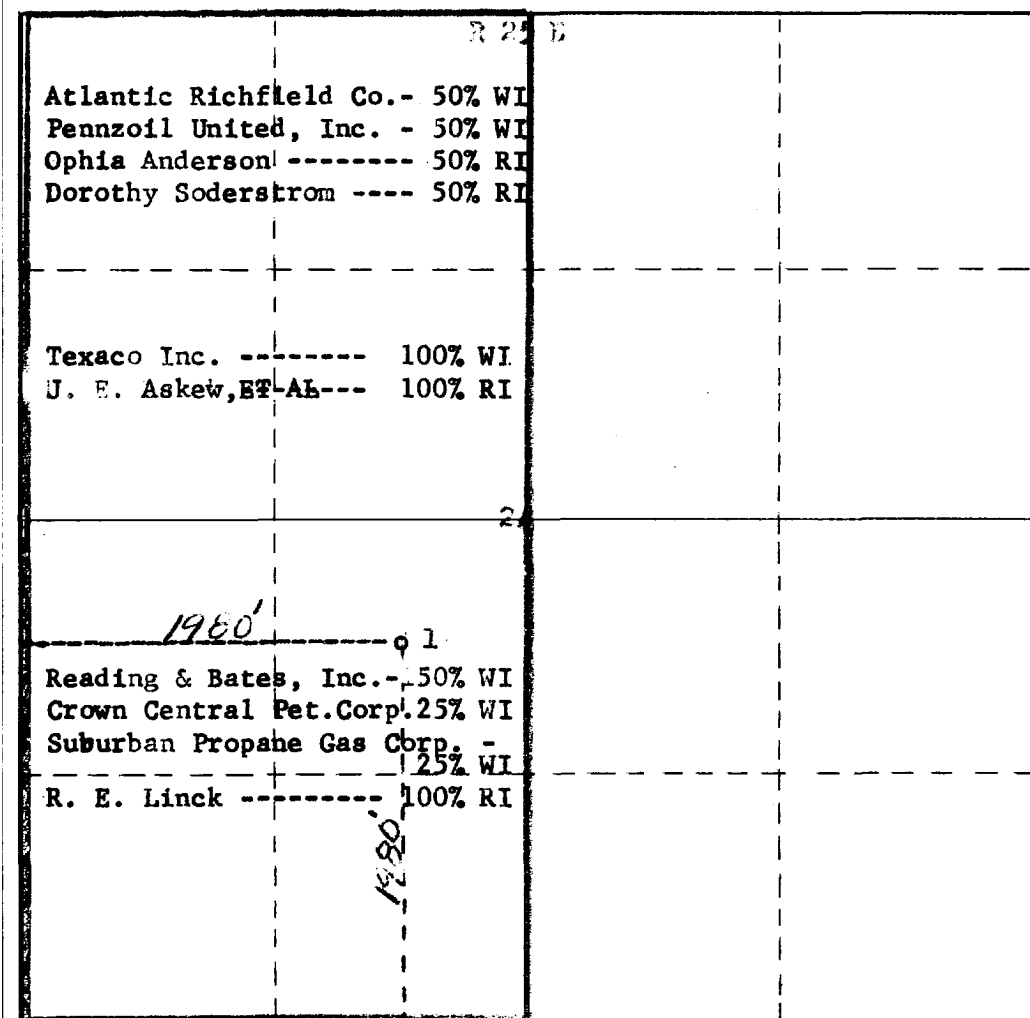 R 25 E
Atlantic Richfield Co.- 50% WI
Pennzoil United, Inc. - 50% WI
Ophia Anderson -------- 50% RI
Dorothy Soderstrom ---- 50% RI
Texaco Inc. -------- 100% WI
J. E. Askew,ET-AL--- 100% RI
1980'
1
Reading & Bates, Inc.- 50% WI
Crown Central Pet.Corp. 25% WI
Suburban Propane Gas Corp. -
25% WI
R. E. Linck --------- 100% RI
1980'